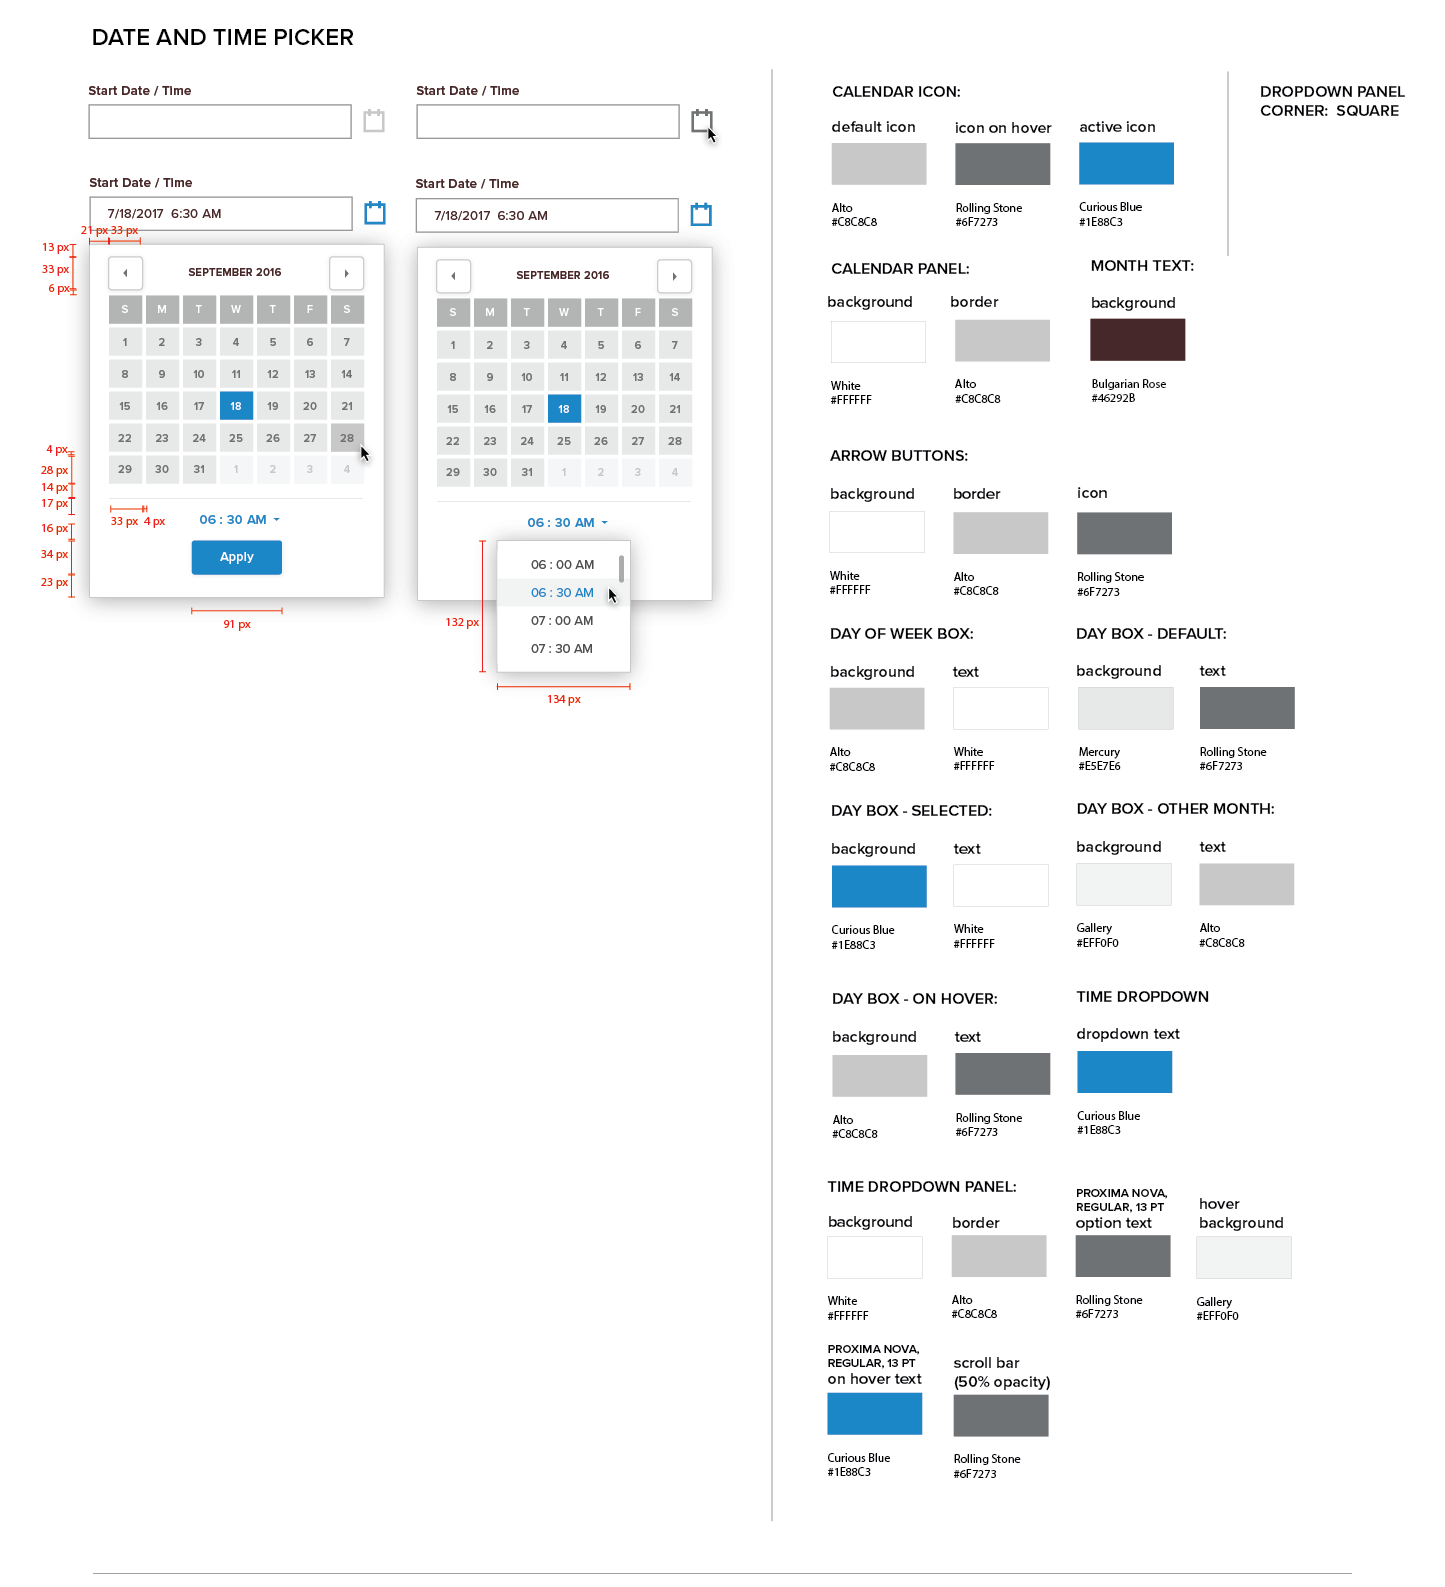 DATE AND TIME PICKER
Start Date / Time
Start Date / Time
Start Date / Time
7/18/2017 6:30 AM
Start Date / Time
7/18/2017 6:30 AM
21 px 33 px
13 px
33 px
6 px
SEPTEMBER 2016
S M T W T F S
1 2 3 4 5 6 7
8 9 10 11 12 13 14
15 16 17 18 19 20 21
22 23 24 25 26 27 28
29 30 31 1 2 3 4
4 px
28 px
14 px
17 px
16 px
34 px
23 px
33 px 4 px
06 : 30 AM
Apply
91 px
SEPTEMBER 2016
S M T W T F S
1 2 3 4 5 6 7
8 9 10 11 12 13 14
15 16 17 18 19 20 21
22 23 24 25 26 27 28
29 30 31 1 2 3 4
06 : 30 AM
06 : 00 AM
06 : 30 AM
07 : 00 AM
07 : 30 AM
132 px
134 px
CALENDAR ICON:
default icon
icon on hover
active icon
Alto
#C8C8C8
Rolling Stone
#6F7273
Curious Blue
#1E88C3
DROPDOWN PANEL
CORNER: SQUARE
CALENDAR PANEL:
background
border
White
#FFFFFF
Alto
#C8C8C8
MONTH TEXT:
background
Bulgarian Rose
#46292B
ARROW BUTTONS:
background
border
icon
White
#FFFFFF
Alto
#C8C8C8
Rolling Stone
#6F7273
DAY OF WEEK BOX:
background
text
Alto
#C8C8C8
White
#FFFFFF
DAY BOX - DEFAULT:
background
text
Mercury
#E5E7E6
Rolling Stone
#6F7273
DAY BOX - SELECTED:
background
text
Curious Blue
#1E88C3
White
#FFFFFF
DAY BOX - OTHER MONTH:
background
text
Gallery
#EFF0F0
Alto
#C8C8C8
DAY BOX - ON HOVER:
background
text
Alto
#C8C8C8
Rolling Stone
#6F7273
TIME DROPDOWN
dropdown text
Curious Blue
#1E88C3
TIME DROPDOWN PANEL:
background
border
PROXIMA NOVA,
REGULAR, 13 PT
option text
hover
background
White
#FFFFFF
Alto
#C8C8C8
Rolling Stone
#6F7273
Gallery
#EFF0F0
PROXIMA NOVA,
REGULAR, 13 PT
on hover text
scroll bar
(50% opacity)
Curious Blue
#1E88C3
Rolling Stone
#6F7273